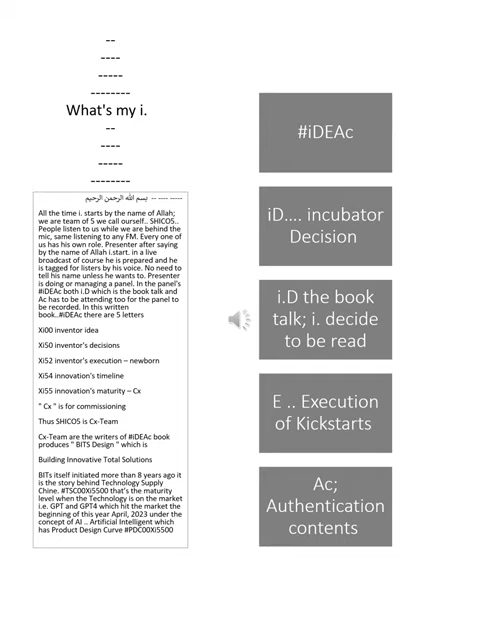 --
----
-----
--------
What's my i.
--
----
-----
--------
بسم الله الرحمن الرحيم -- ---- -----
All the time i. starts by the name of Allah;
we are team of 5 we call ourself.. SHICO5..
People listen to us while we are behind the
mic, same listening to any FM. Every one of
us has his own role. Presenter after saying
by the name of Allah i.start. in a live
broadcast of course he is prepared and he
is tagged for listers by his voice. No need to
tell his name unless he wants to. Presenter
is doing or managing a panel. In the panel's
#iDEAc both i.D which is the book talk and
Ac has to be attending too for the panel to
be recorded. In this written
book..#iDEAc there are 5 letters
Xi00 inventor idea
Xi50 inventor's decisions
Xi52 inventor's execution – newborn
Xi54 innovation's timeline
Xi55 innovation's maturity – Cx
" Cx " is for commissioning
Thus SHICO5 is Cx-Team
Cx-Team are the writers of #iDEAc book
produces " BITS Design " which is
Building Innovative Total Solutions
BITs itself initiated more than 8 years ago it
is the story behind Technology Supply
Chine. #TSC00Xi5500 that's the maturity
level when the Technology is on the market
i.e. GPT and GPT4 which hit the market the
beginning of this year April, 2023 under the
concept of AI .. Artificial Intelligent which
has Product Design Curve #PDC00Xi5500
#iDEAc
iD.... incubator
Decision
i.D the book
talk; i. decide
to be read
E .. Execution
of Kickstarts
Ac;
Authentication
contents